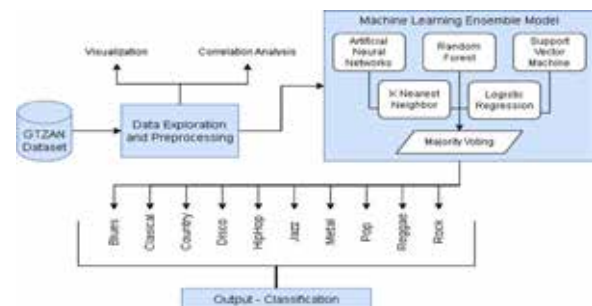 Machine Learning Ensemble Model
Artificial
Neural
Networks
Random
Forest
Support
Vector
Machine
K Nearest
Neighbor
Logistic
Regression
Majority Voting
Visualization
Correlation Analysis
GTZAN
Dataset
Data Exploration
and Preprocessing
Blues
Clasical
Country
Disco
HipHop
Jazz
Metal
Pop
Reggae
Rock
Output - Classification